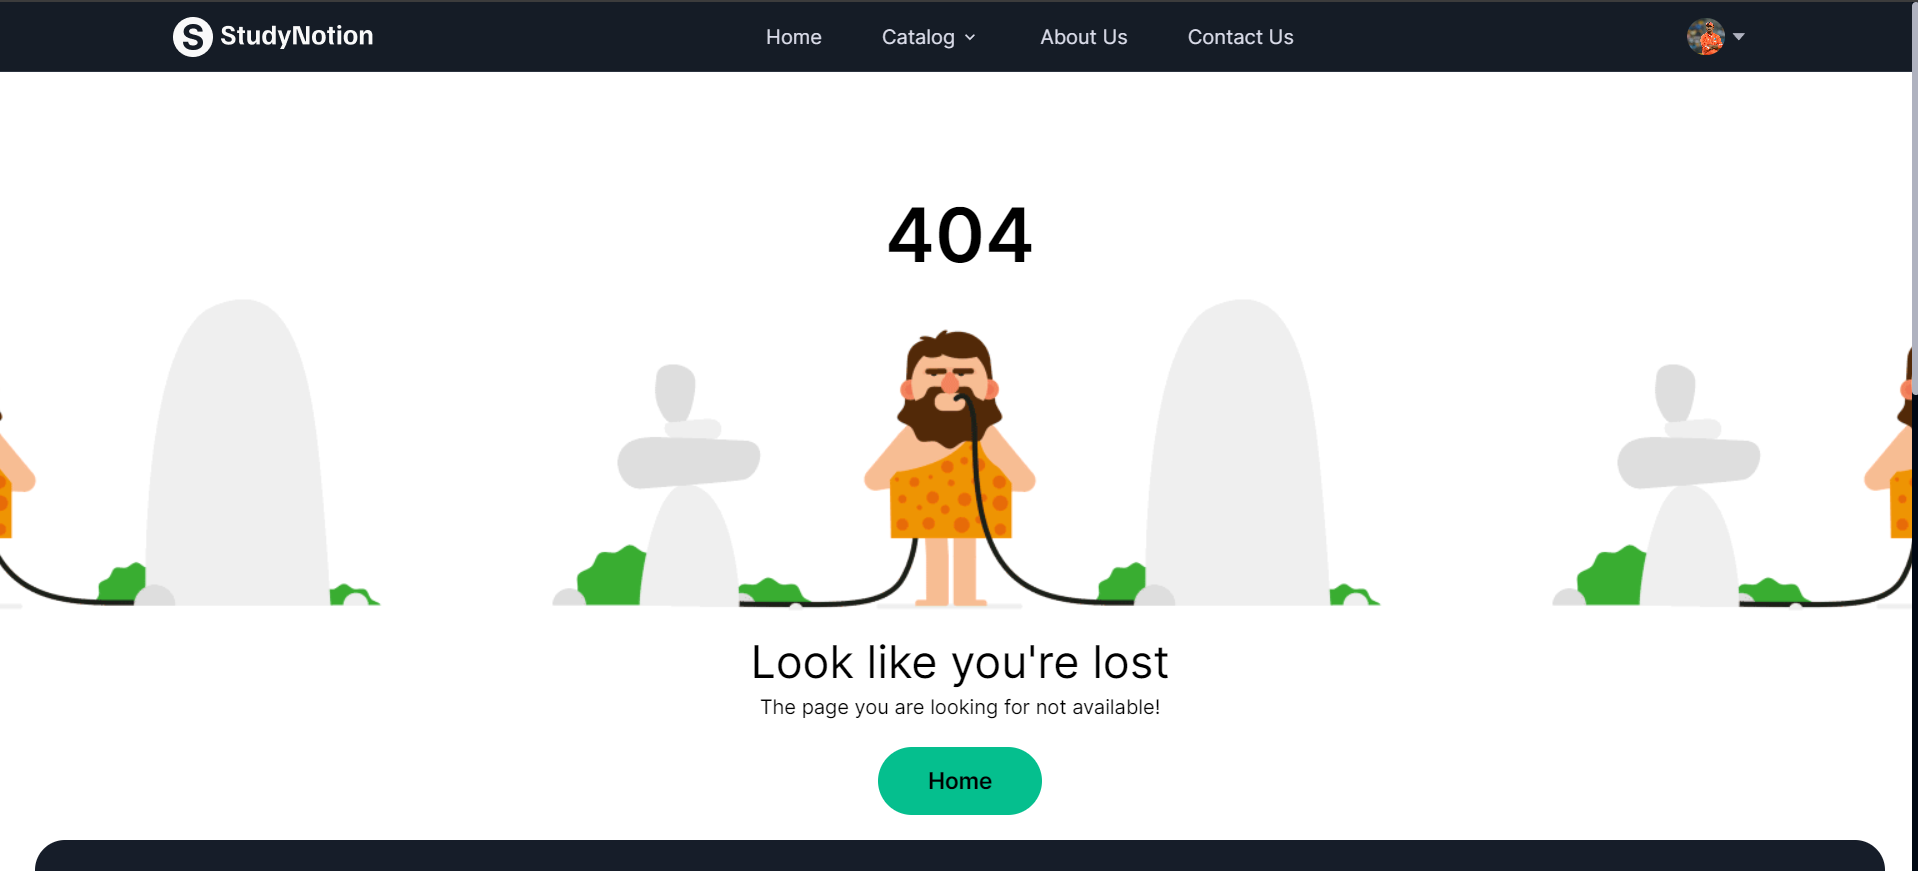 S StudyNotion
Home Catalog About Us Contact Us
404
Look like you're lost
The page you are looking for not available!
Home